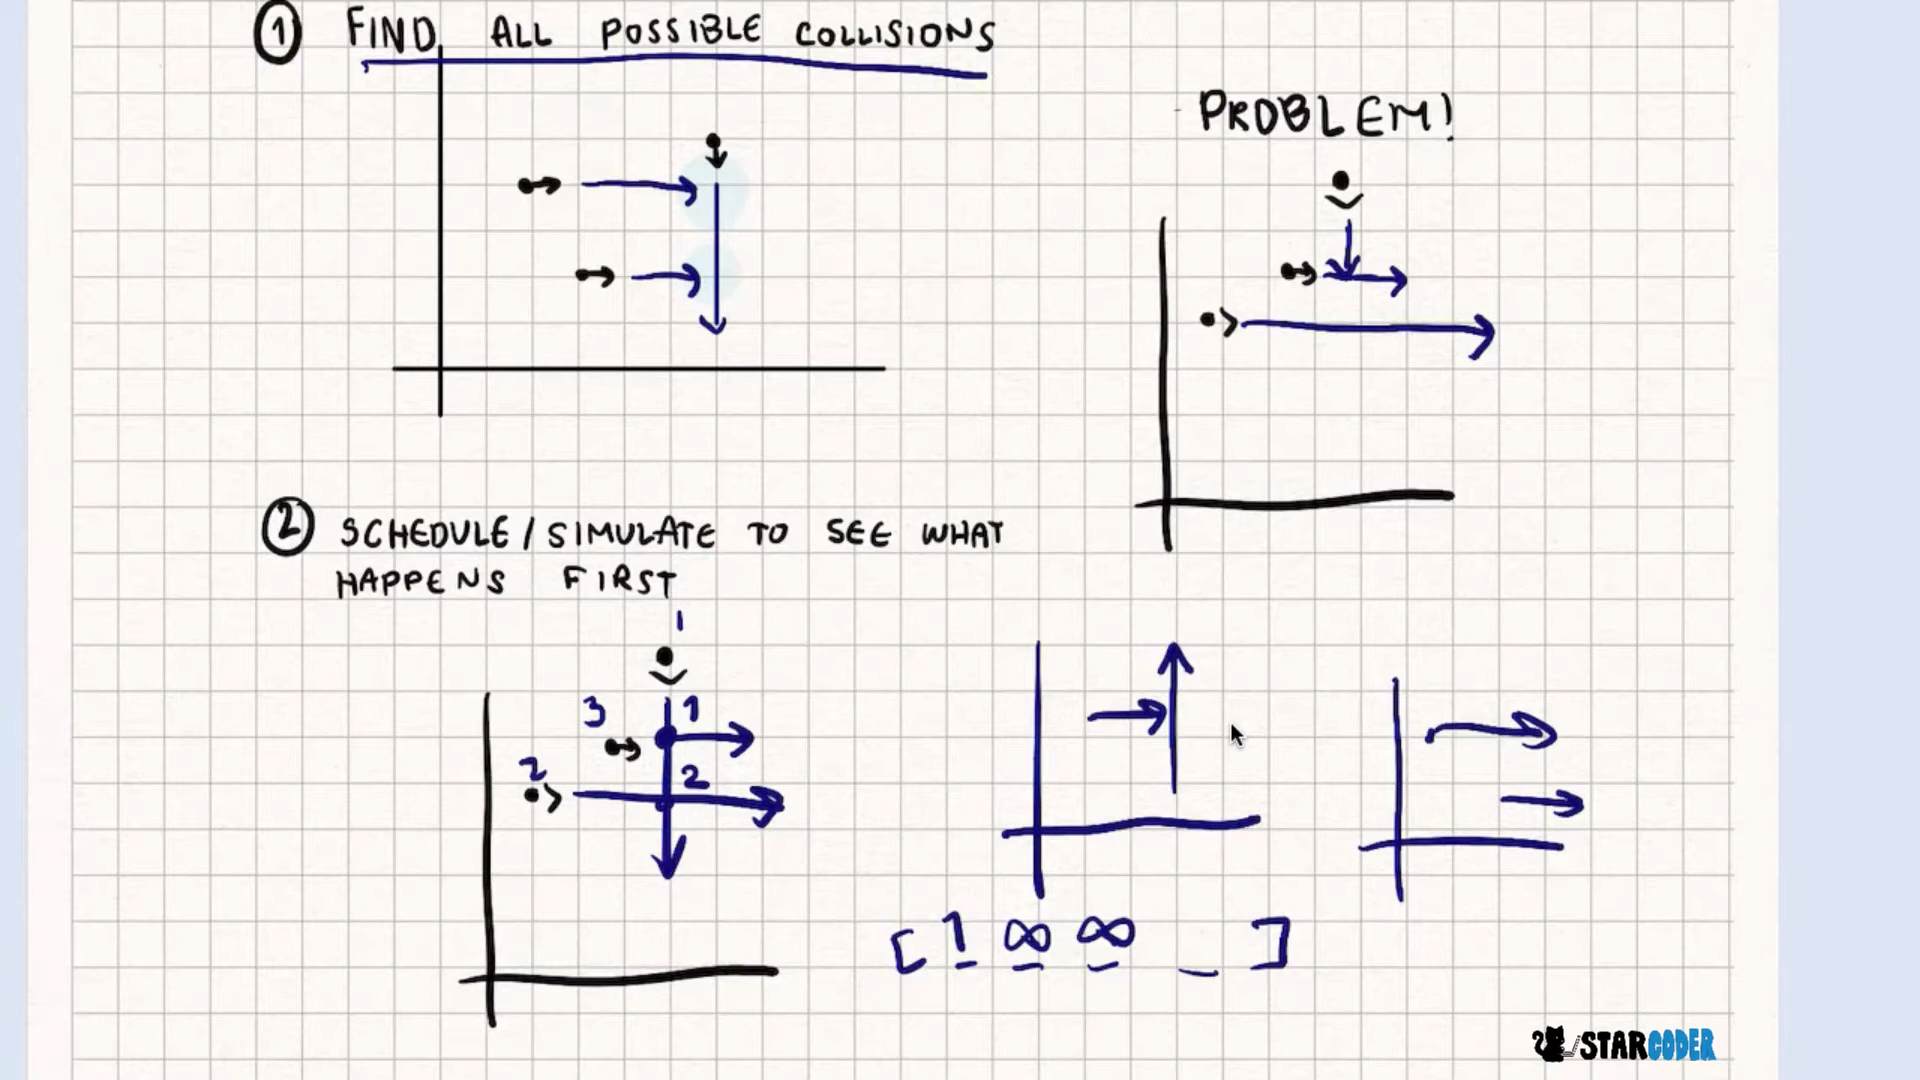 1 FIND ALL POSSIBLE COLLISIONS
PROBLEM!
2 SCHEDULE/SIMULATE TO SEE WHAT
HAPPENS FIRST
1
3 1
2 2
[ 1 ∞ ∞ _ ]
STARCODER